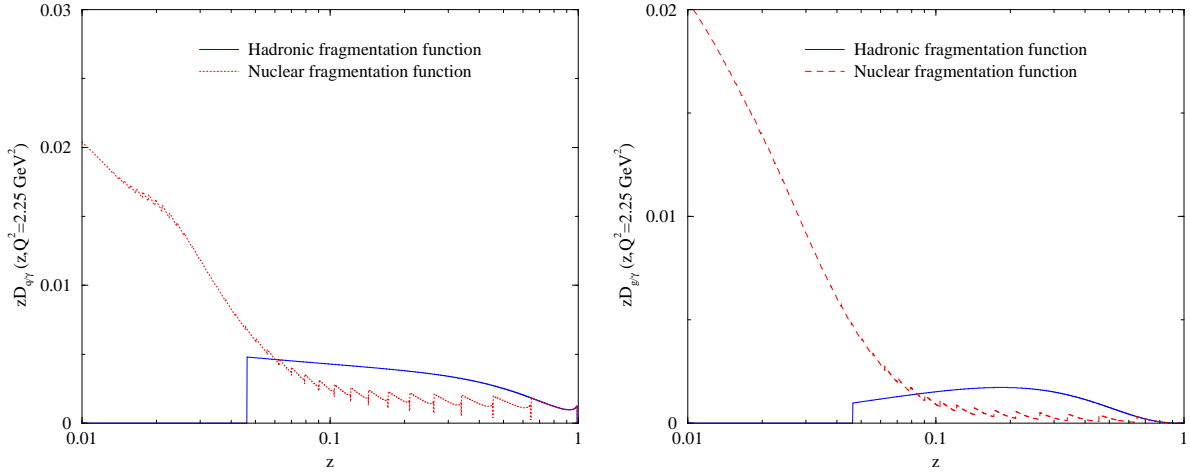 0.03
Hadronic fragmentation function
Nuclear fragmentation function
0.02
zD_{q/γ} (z,Q^2=2.25 GeV^2)
0.01
0
0.01
0.1
1
z
0.02
Hadronic fragmentation function
Nuclear fragmentation function
zD_{g/γ} (z,Q^2=2.25 GeV^2)
0.01
0
0.01
0.1
1
z